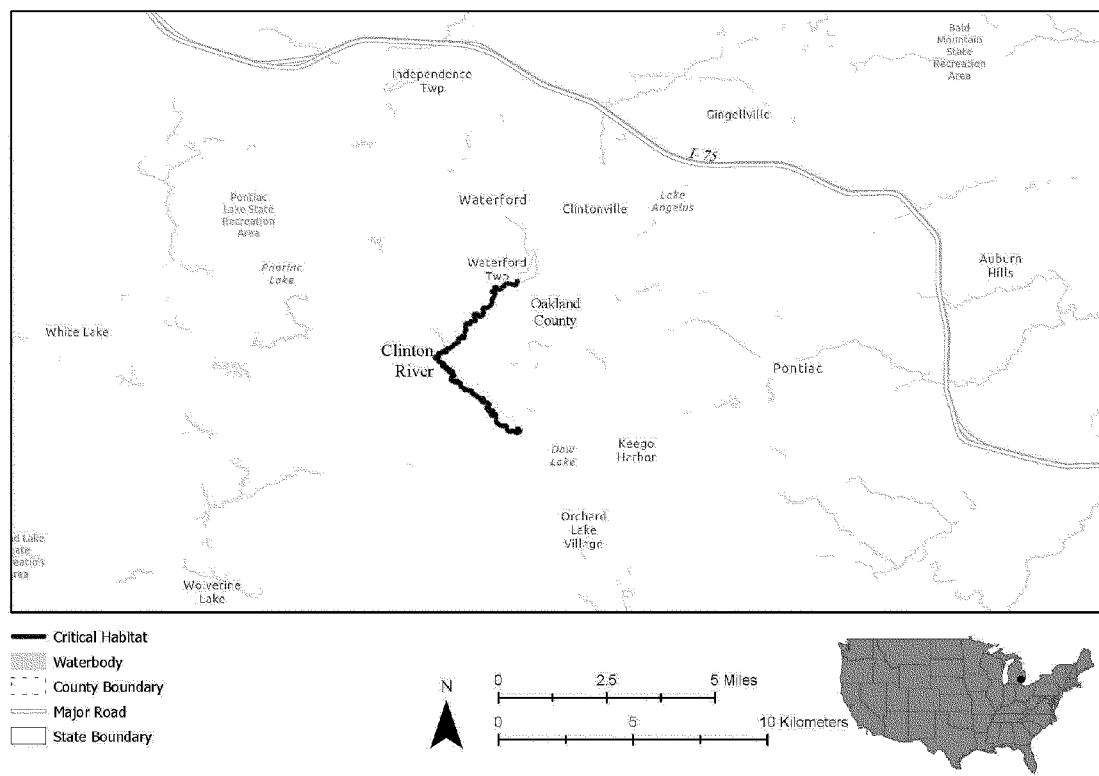 Bald
Mountain
State
Recreation
Area
Independence
Twp
Gingellville
I-75
Pontiac
Lake State
Recreation
Area
Waterford
Clintonville
Lake
Angelus
Waterford
Twp
Pontiac
Lake
Auburn
Hills
Oakland
County
White Lake
Clinton
River
Pontiac
Dow
Lake
Keego
Harbor
Orchard
Lake
Village
Wolverine
Lake
Critical Habitat
Waterbody
County Boundary
Major Road
State Boundary
N
0 2.5 5 Miles
0 5 10 Kilometers